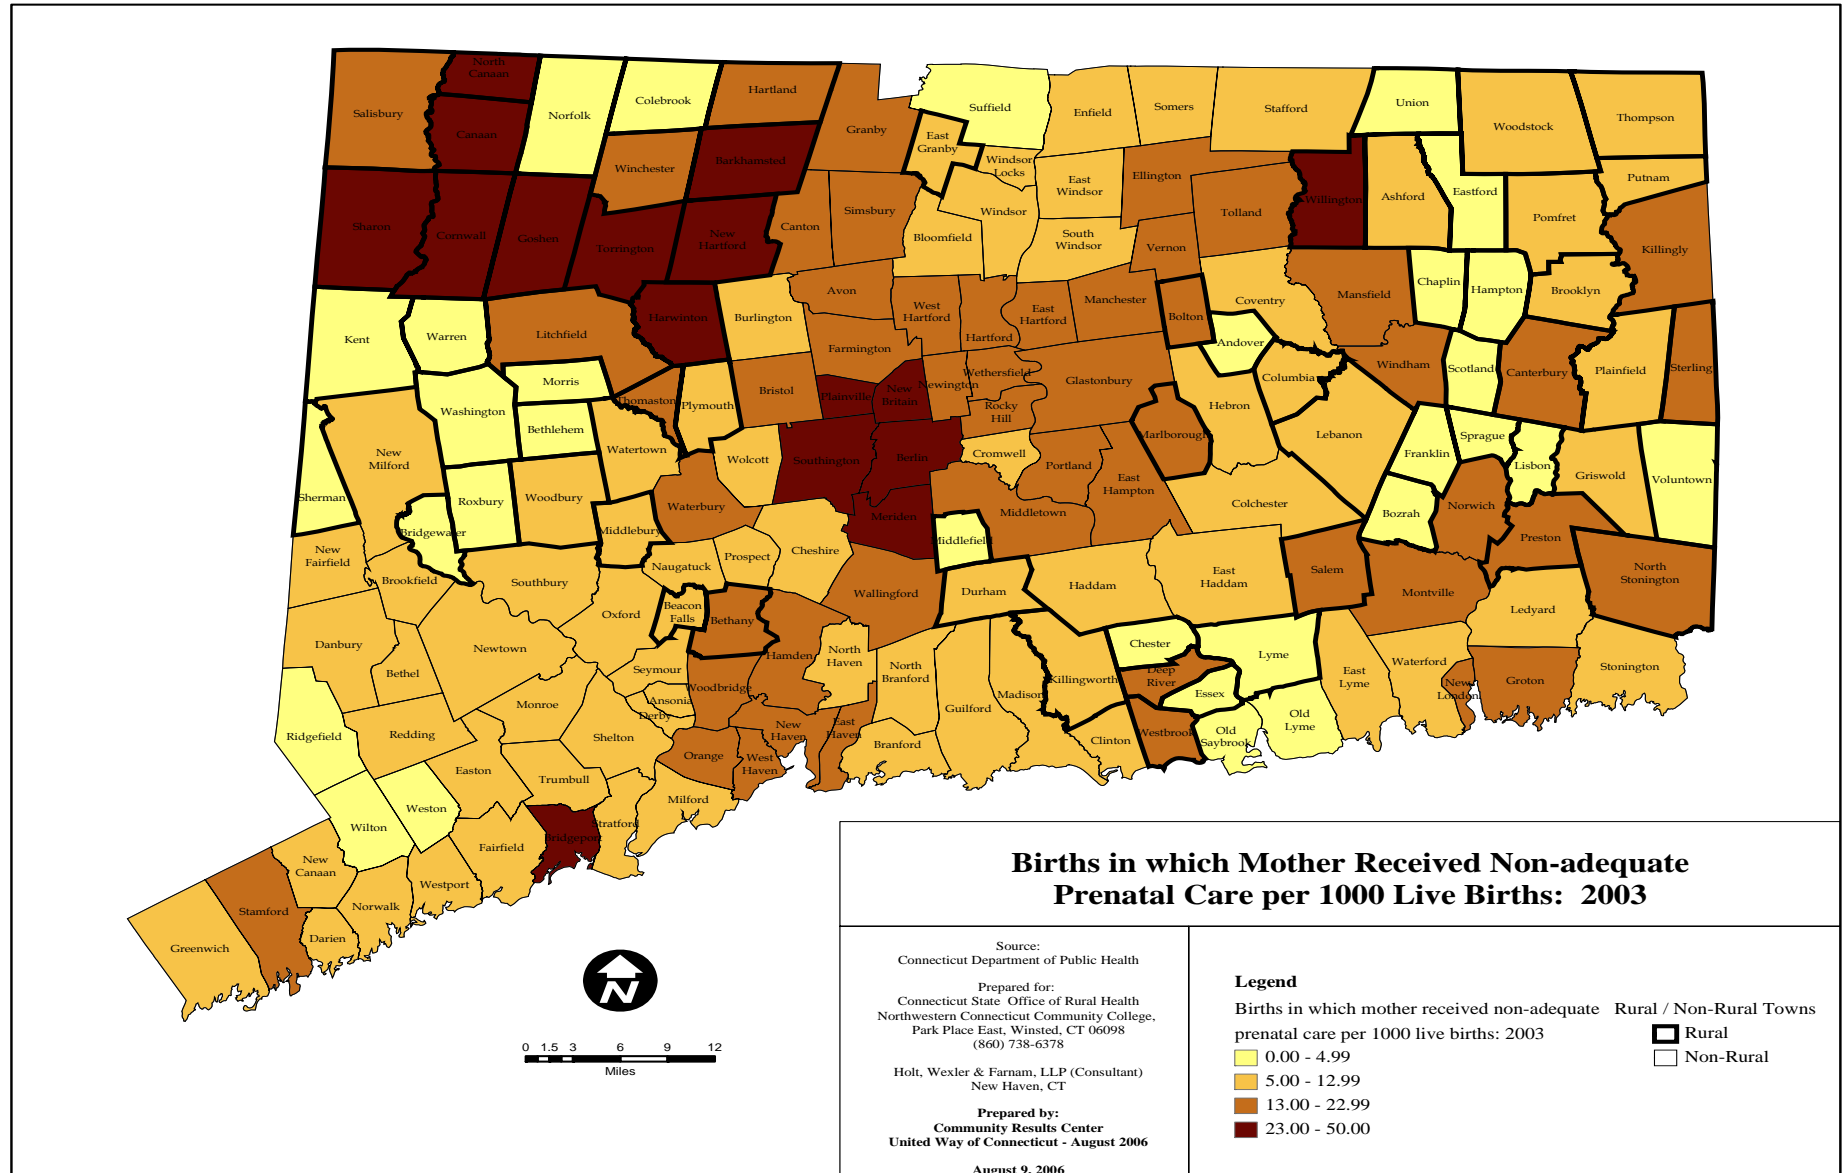 North
Canaan
Salisbury
Canaan
Norfolk
Colebrook
Hartland
Granby
Suffield
Enfield
Somers
Stafford
Union
Woodstock
Thompson
Winchester
Barkhamsted
East
Granby
Windsor
Locks
East
Windsor
Ellington
Tolland
Willington
Ashford
Eastford
Pomfret
Putnam
Sharon
Cornwall
Goshen
Torrington
New
Hartford
Canton
Simsbury
Bloomfield
Windsor
South
Windsor
Vernon
Killingly
Kent
Warren
Litchfield
Harwinton
Burlington
Avon
West
Hartford
Hartford
East
Hartford
Manchester
Bolton
Coventry
Mansfield
Chaplin
Hampton
Brooklyn
Morris
Washington
Bethlehem
Thomaston
Plymouth
Bristol
Farmington
Plainville
New
Britain
Newington
Wethersfield
Rocky
Hill
Glastonbury
Andover
Columbia
Hebron
Windham
Scotland
Canterbury
Plainfield
Sterling
New
Milford
Sherman
Roxbury
Woodbury
Watertown
Wolcott
Southington
Berlin
Cromwell
Portland
East
Hampton
Marlborough
Lebanon
Franklin
Sprague
Lisbon
Griswold
Voluntown
Bridgewater
Middlebury
Waterbury
Meriden
Middlefield
Middletown
Colchester
Bozrah
Norwich
Preston
New
Fairfield
Brookfield
Southbury
Naugatuck
Prospect
Cheshire
Wallingford
Durham
Haddam
East
Haddam
Salem
Montville
Ledyard
North
Stonington
Danbury
Bethel
Newtown
Oxford
Beacon
Falls
Bethany
Hamden
North
Haven
North
Branford
Guilford
Madison
Killingworth
Chester
Deep
River
Essex
Lyme
East
Lyme
Waterford
New
London
Groton
Stonington
Ridgefield
Redding
Monroe
Seymour
Ansonia
Derby
Woodbridge
New
Haven
East
Haven
Branford
Clinton
Westbrook
Old
Saybrook
Old
Lyme
Wilton
Weston
Easton
Trumbull
Shelton
Orange
West
Haven
Milford
Stratford
Bridgeport
Fairfield
Westport
Norwalk
New
Canaan
Darien
Stamford
Greenwich
N
0 1.5 3 6 9 12
Miles
Births in which Mother Received Non-adequate
Prenatal Care per 1000 Live Births: 2003
Source:
Connecticut Department of Public Health
Prepared for:
Connecticut State Office of Rural Health
Northwestern Connecticut Community College,
Park Place East, Winsted, CT 06098
(860) 738-6378
Holt, Wexler & Farnam, LLP (Consultant)
New Haven, CT
Prepared by:
Community Results Center
United Way of Connecticut - August 2006
August 9, 2006
Legend
Births in which mother received non-adequate
prenatal care per 1000 live births: 2003
0.00 - 4.99
5.00 - 12.99
13.00 - 22.99
23.00 - 50.00
Rural / Non-Rural Towns
Rural
Non-Rural